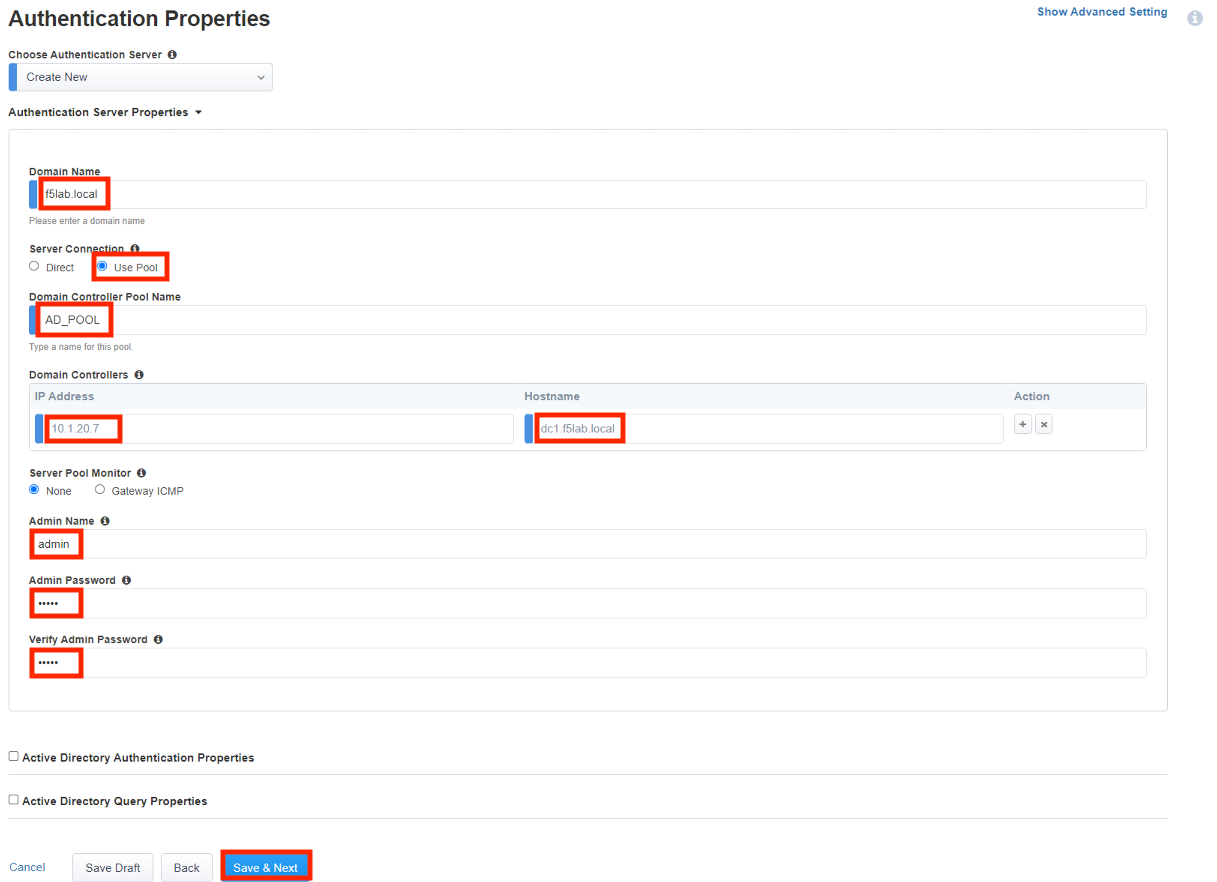 Authentication Properties
Show Advanced Setting
Choose Authentication Server
Create New
Authentication Server Properties
Domain Name
f5lab.local
Please enter a domain name
Server Connection
Direct
Use Pool
Domain Controller Pool Name
AD_POOL
Type a name for this pool.
Domain Controllers
IP Address Hostname Action
10.1.20.7 dc1.f5lab.local + x
Server Pool Monitor
None Gateway ICMP
Admin Name
admin
Admin Password
•••••
Verify Admin Password
•••••
Active Directory Authentication Properties
Active Directory Query Properties
Cancel Save Draft Back Save & Next